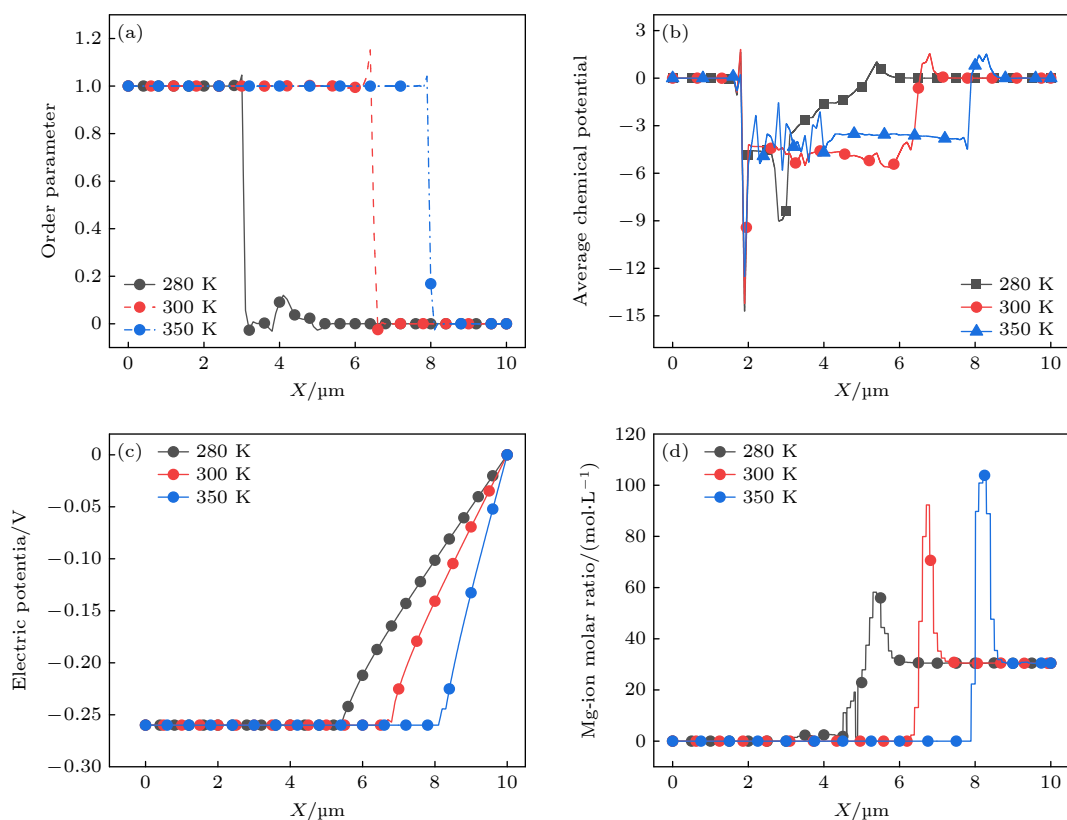 (a)
Order parameter
1.2
1.0
0.8
0.6
0.4
0.2
0
280 K
300 K
350 K
0 2 4 6 8 10
X/µm
(b)
Average chemical potential
3
0
−3
−6
−9
−12
−15
280 K
300 K
350 K
0 2 4 6 8 10
X/µm
(c)
Electric potentia/V
0
−0.05
−0.10
−0.15
−0.20
−0.25
−0.30
280 K
300 K
350 K
0 2 4 6 8 10
X/µm
(d)
Mg-ion molar ratio/(mol·L⁻¹)
120
100
80
60
40
20
0
280 K
300 K
350 K
0 2 4 6 8 10
X/µm